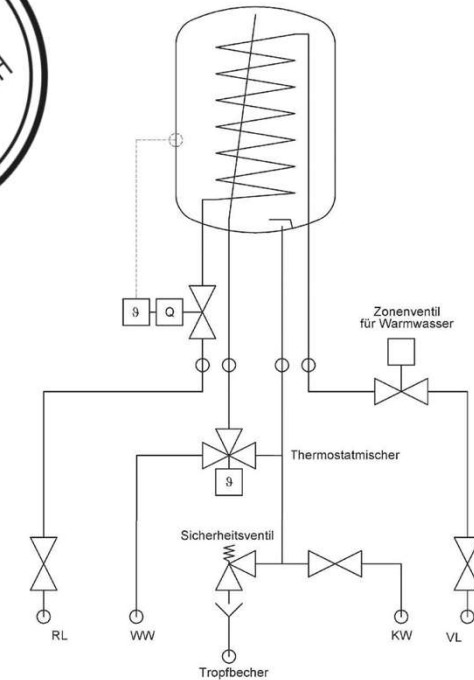 ϑ
Q
Zonenventil
für Warmwasser
Thermostatmischer
ϑ
Sicherheitsventil
RL
WW
KW
VL
Tropfbecher